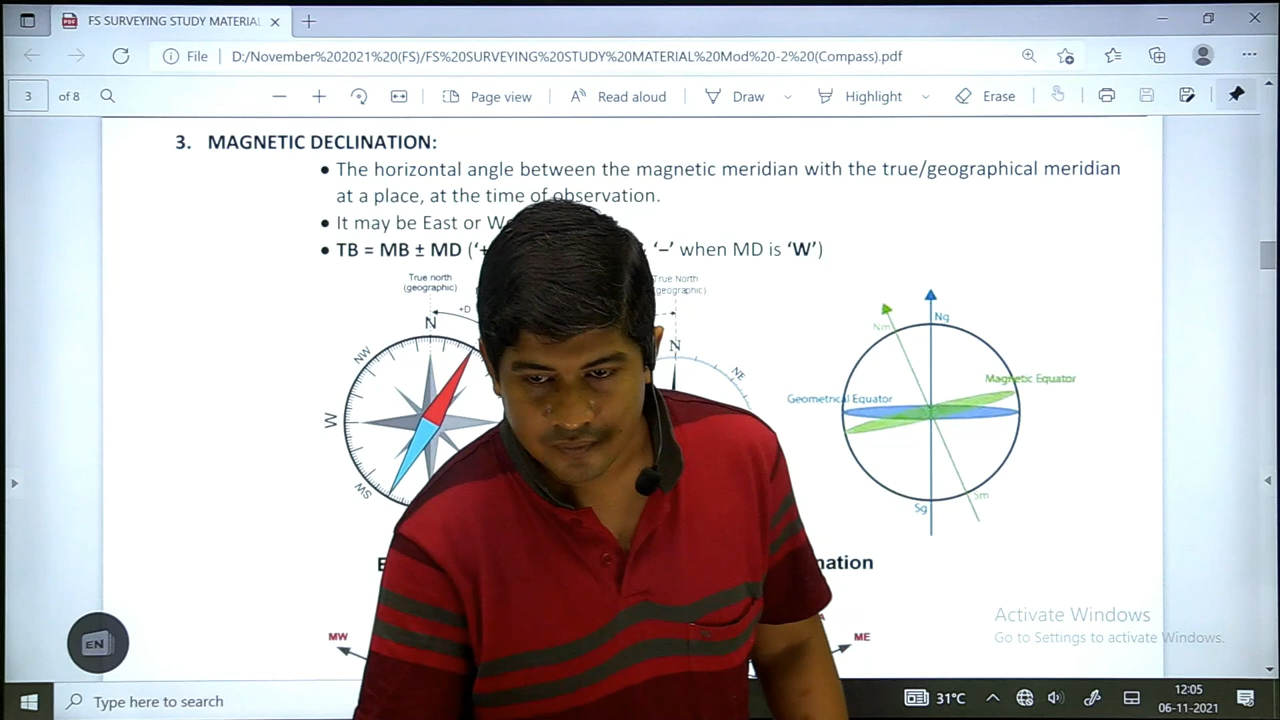 FS SURVEYING STUDY MATERIAL
File
D:/November%202021%20(FS)/FS%20SURVEYING%20STUDY%20MATERIAL%20Mod%20-2%20(Compass).pdf
3 of 8
Page view
Read aloud
Draw
Highlight
Erase
3. MAGNETIC DECLINATION:
• The horizontal angle between the magnetic meridian with the true/geographical meridian
at a place, at the time of observation.
• It may be East or
• TB = MB ± MD ('+ '–' when MD is 'W')
True north
(geographic)
True North
(geographic)
+D
N
N
Ng
Nm
NW
NE
Magnetic Equator
Geometrical Equator
W
SW
Sm
Sg
MW
ME
Activate Windows
Go to Settings to activate Windows.
EN
Type here to search
31°C
12:05
06-11-2021